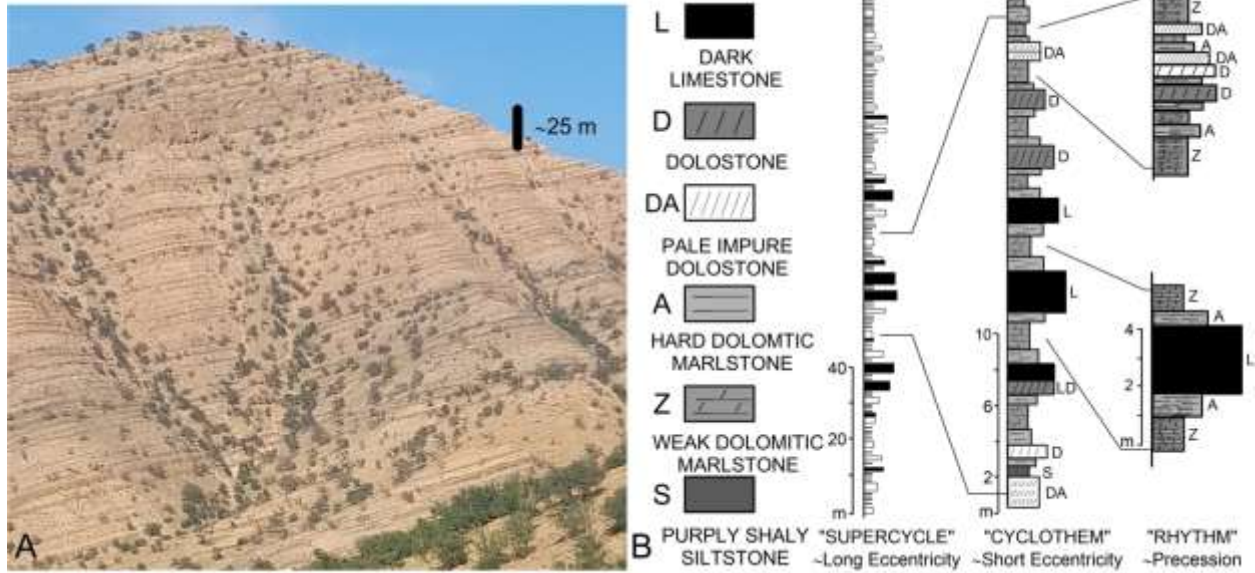 ~25 m
A
L
DARK
LIMESTONE
D
DOLOSTONE
DA
PALE IMPURE
DOLOSTONE
A
HARD DOLOMTIC
MARLSTONE
Z
WEAK DOLOMITIC
MARLSTONE
S
PURPLY SHALY
SILTSTONE
B
40
20
m
"SUPERCYCLE"
~Long Eccentricity
DA
D
D
L
L
10
LD
6
D
S
2
DA
m
"CYCLOTHEM"
~Short Eccentricity
Z
DA
A
DA
D
D
A
Z
Z
A
4
L
2
A
m
Z
"RHYTHM"
~Precession